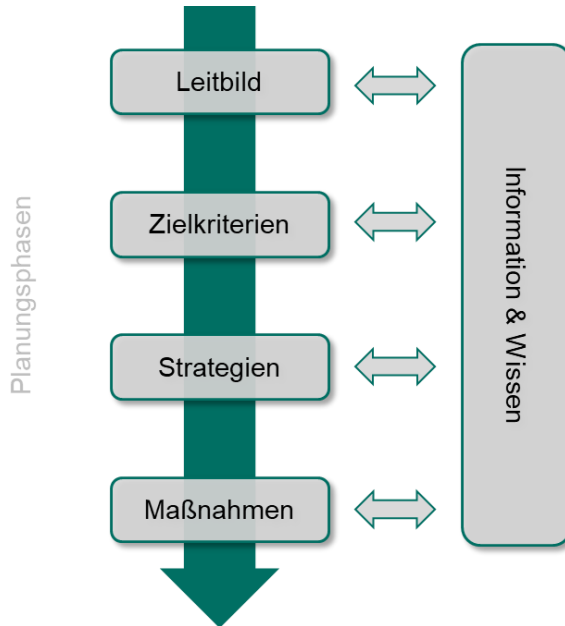 Planungsphasen
Leitbild
Zielkriterien
Strategien
Maßnahmen
Information & Wissen